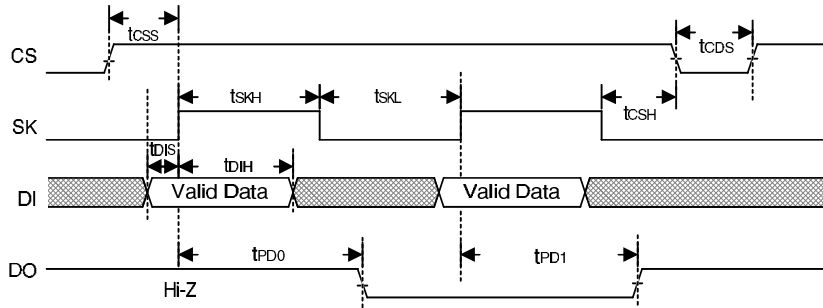 tCSS
tCDS
CS
tSKH
tSKL
SK
tCSH
tDIS
tDIH
DI
Valid Data
Valid Data
tPD0
tPD1
DO
Hi-Z